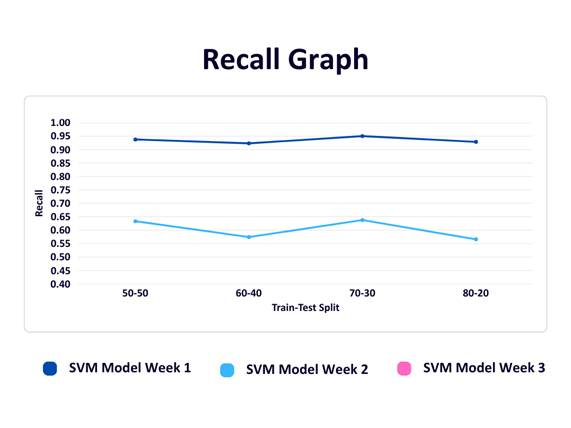 Recall Graph
1.00
0.95
0.90
0.85
0.80
0.75
0.70
0.65
0.60
0.55
0.50
0.45
0.40
Recall
50-50 60-40 70-30 80-20
Train-Test Split
SVM Model Week 1 SVM Model Week 2 SVM Model Week 3